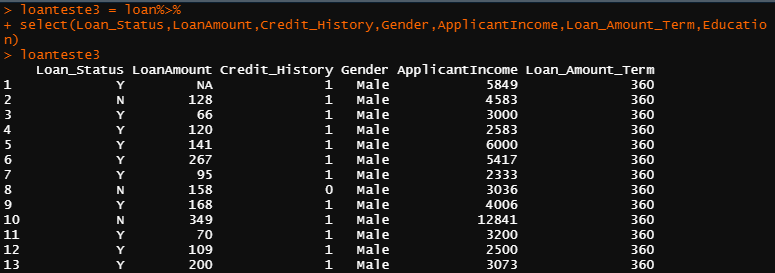 > loanteste3 = loan%>%
+ select(Loan_Status,LoanAmount,Credit_History,Gender,ApplicantIncome,Loan_Amount_Term,Educatio
n)
> loanteste3
Loan_Status LoanAmount Credit_History Gender ApplicantIncome Loan_Amount_Term
1 Y NA 1 Male 5849 360
2 N 128 1 Male 4583 360
3 Y 66 1 Male 3000 360
4 Y 120 1 Male 2583 360
5 Y 141 1 Male 6000 360
6 Y 267 1 Male 5417 360
7 Y 95 1 Male 2333 360
8 N 158 0 Male 3036 360
9 Y 168 1 Male 4006 360
10 N 349 1 Male 12841 360
11 Y 70 1 Male 3200 360
12 Y 109 1 Male 2500 360
13 Y 200 1 Male 3073 360